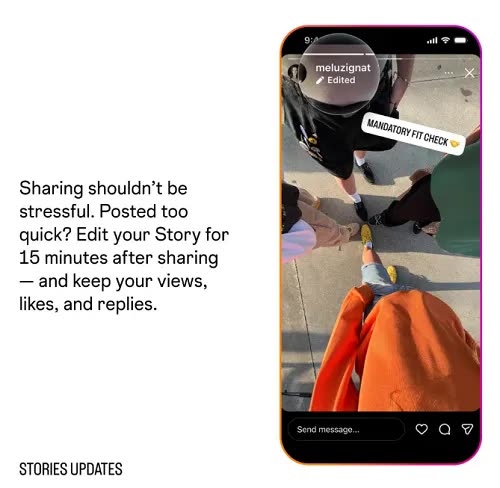 Sharing shouldn't be
stressful. Posted too
quick? Edit your Story for
15 minutes after sharing
— and keep your views,
likes, and replies.
STORIES UPDATES
meluzignat
Edited
MANDATORY FIT CHECK
Send message...